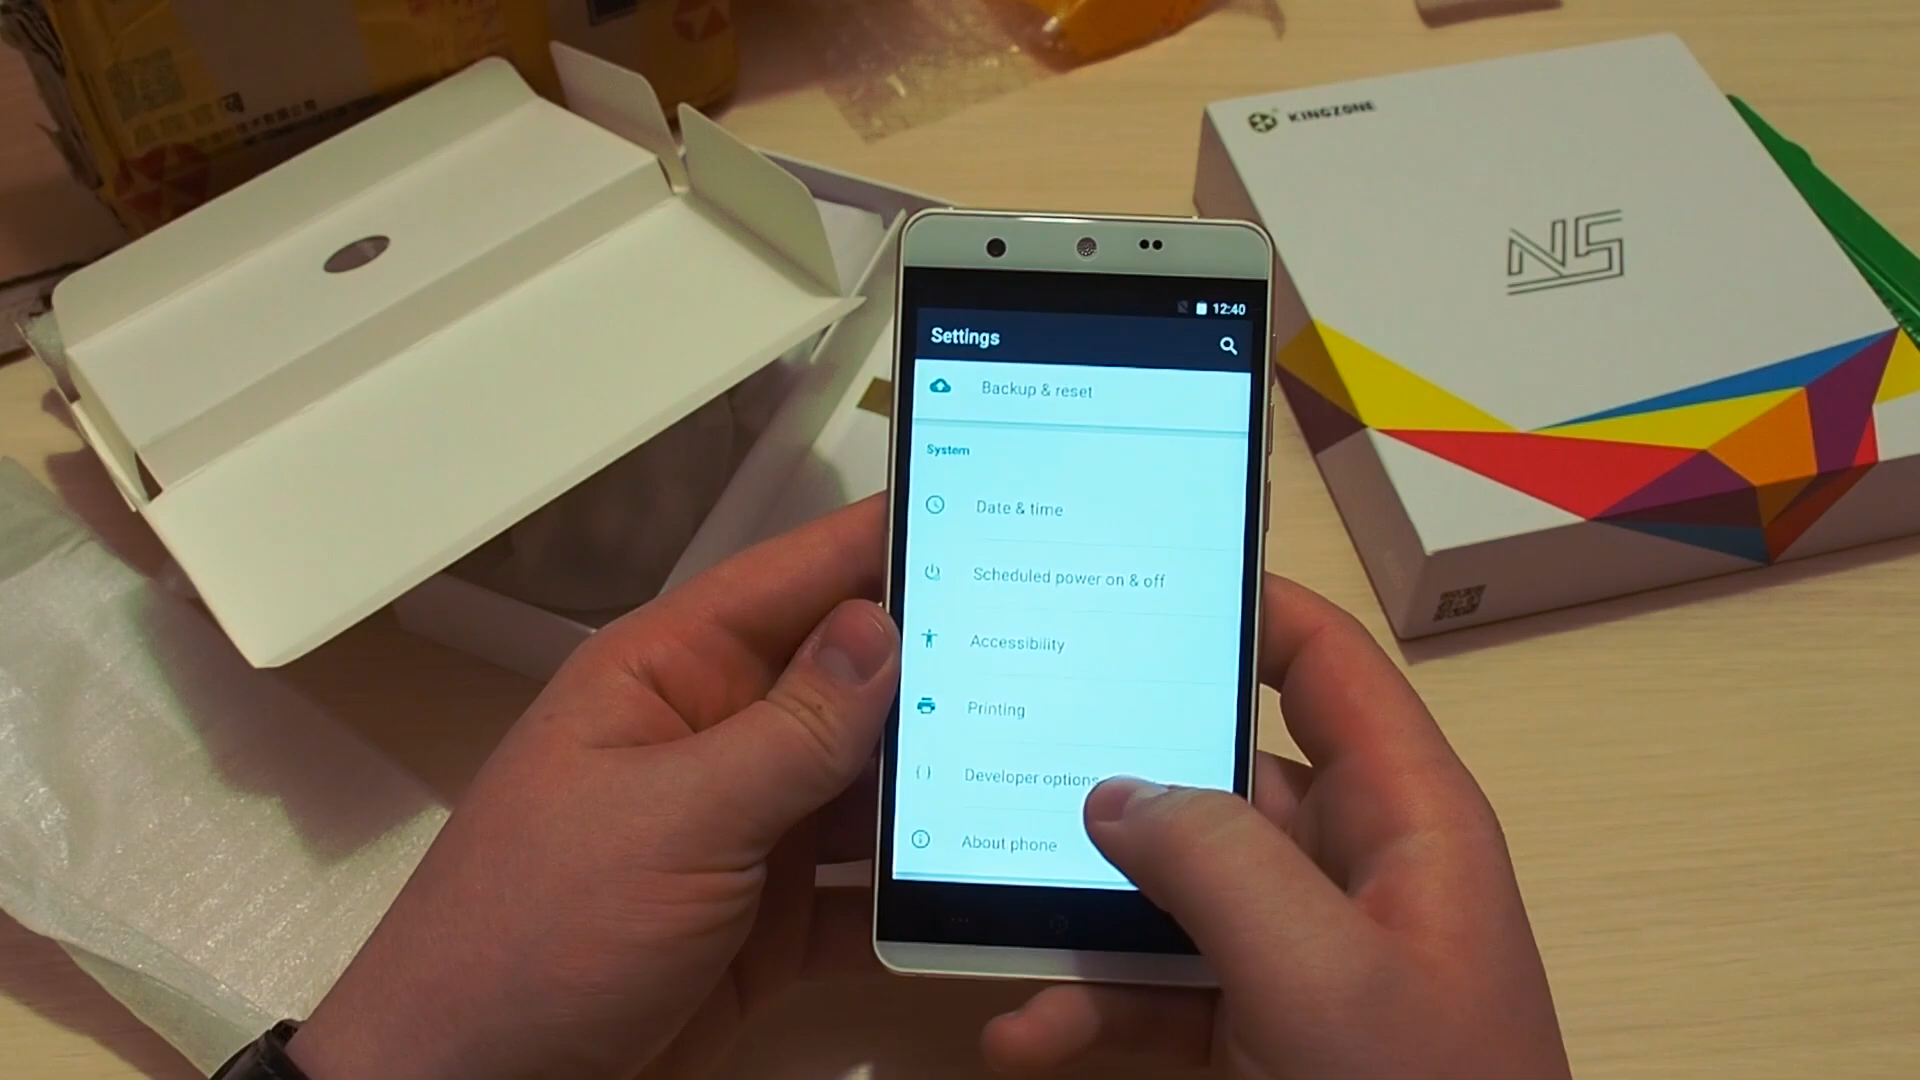 KINGZONE
N5
12:40
Settings
Backup & reset
System
Date & time
Scheduled power on & off
Accessibility
Printing
Developer options
About phone